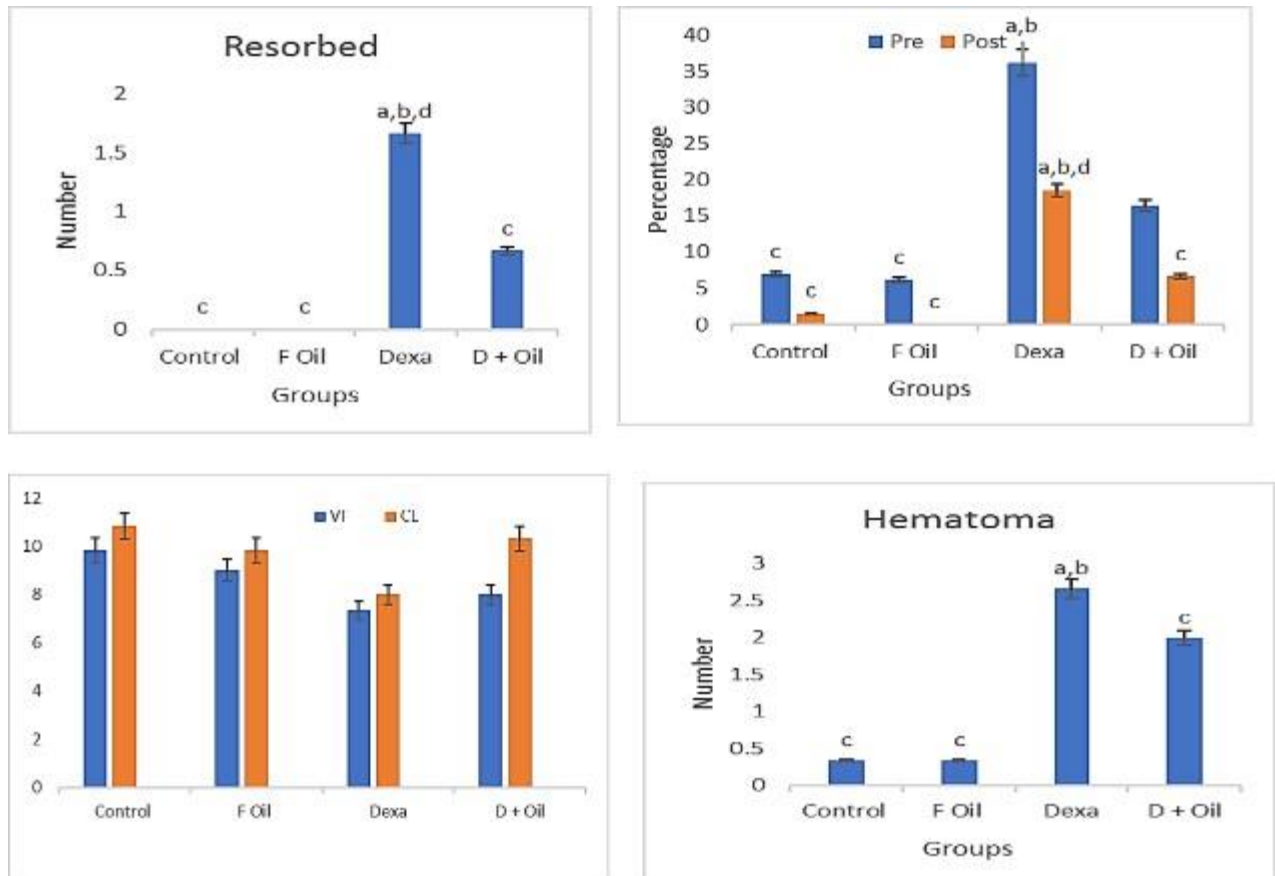 Resorbed
Number
2
1.5
1
0.5
0
a,b,d
c
c
c
Control F Oil Dexa D + Oil
Groups
Pre Post
Percentage
40
35
30
25
20
15
10
5
0
a,b
a,b,d
c
c
c
c
c
Control F Oil Dexa D + Oil
Groups
VI CL
12
10
8
6
4
2
0
Control F Oil Dexa D + Oil
Hematoma
Number
3
2.5
2
1.5
1
0.5
0
a,b
c
c
c
Control F Oil Dexa D + Oil
Groups